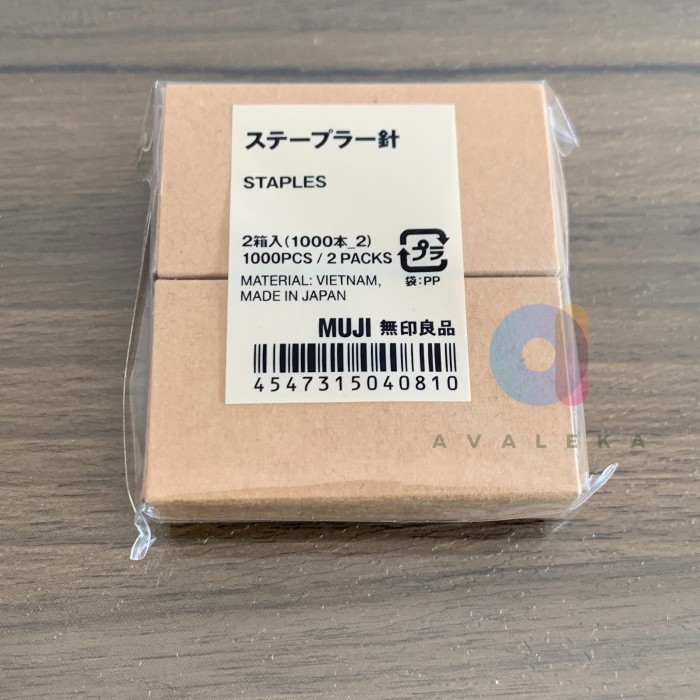 ステープラー針
STAPLES
2箱入(1000本_2)
1000PCS / 2 PACKS
MATERIAL: VIETNAM,
MADE IN JAPAN
プラ
袋:PP
MUJI 無印良品
4547315040810
AVALEKA